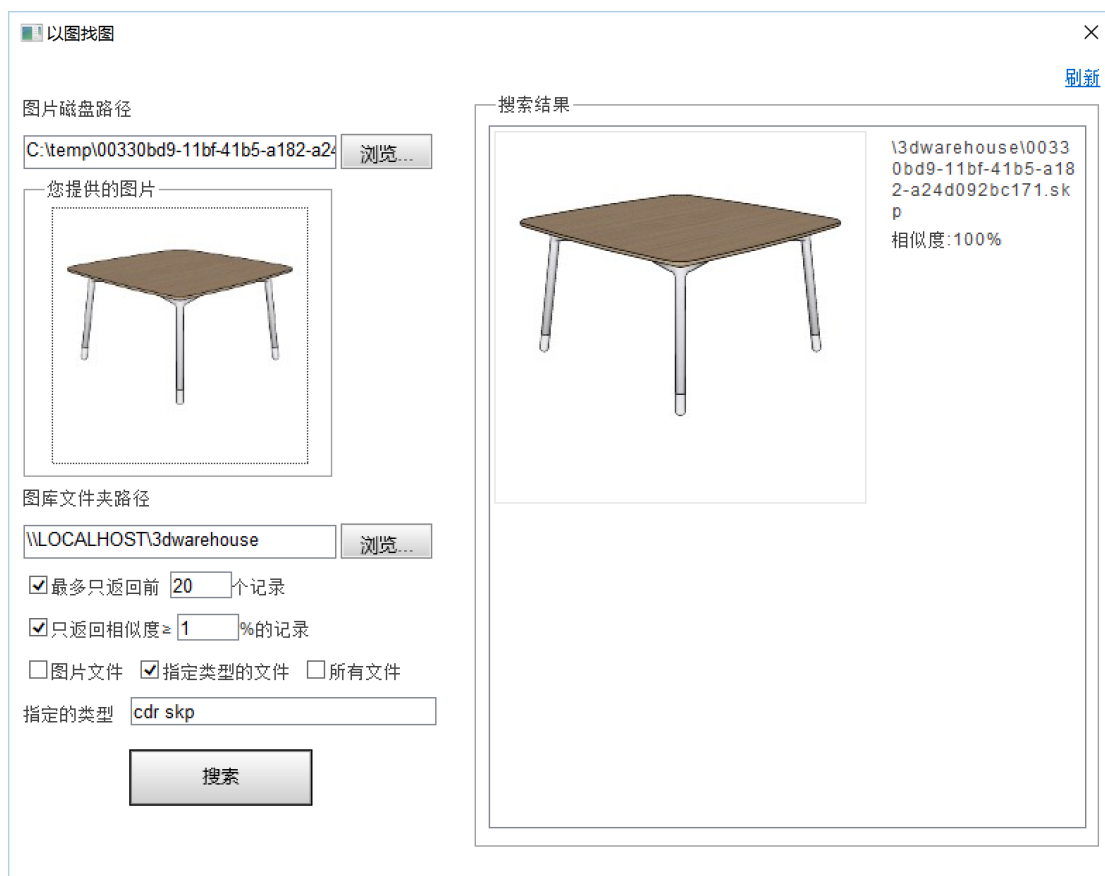 以图找图
刷新
图片磁盘路径
C:\temp\00330bd9-11bf-41b5-a182-a24
浏览...
您提供的图片
图库文件夹路径
\\LOCALHOST\3dwarehouse
浏览...
最多只返回前 20 个记录
只返回相似度≥ 1 %的记录
图片文件 指定类型的文件 所有文件
指定的类型 cdr skp
搜索
搜索结果
\3dwarehouse\0033
0bd9-11bf-41b5-a18
2-a24d092bc171.sk
p
相似度:100%